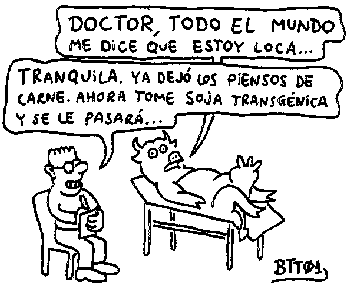 DOCTOR, TODO EL MUNDO
ME DICE QUE ESTOY LOCA...
TRANQUILA. YA DEJÓ LOS PIENSOS DE
CARNE. AHORA TOME SOJA TRANSGÉNICA
Y SE LE PASARÁ...
BTTØ1